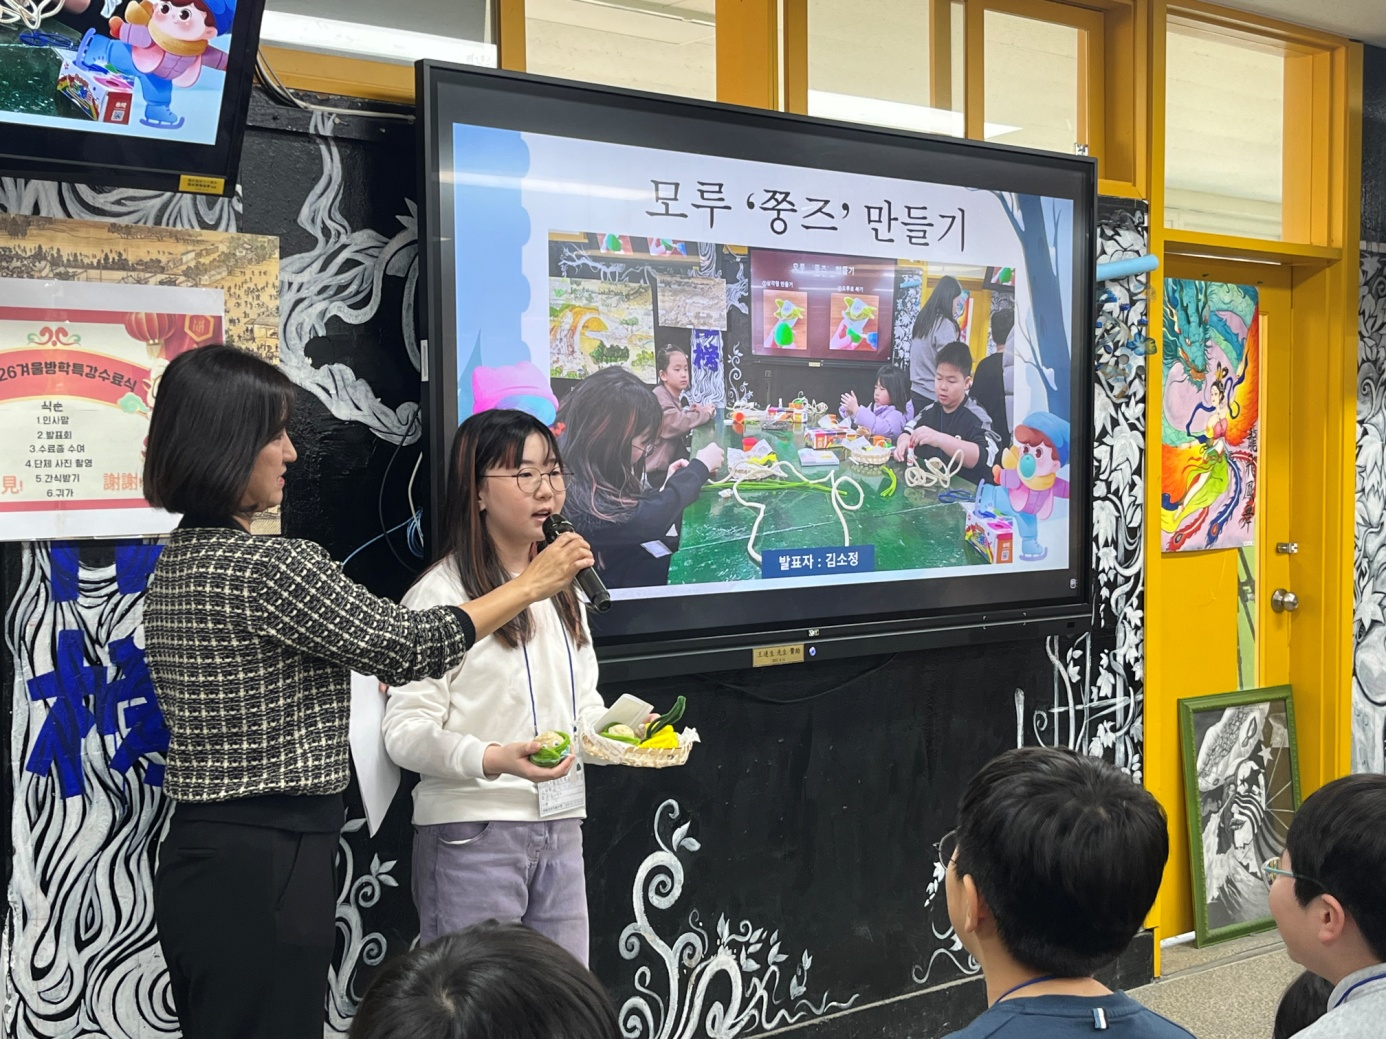 모루 ‘쫑즈’ 만들기
발표자 : 김소정
26겨울방학특강수료식
식순
1.인사말
2.발표회
3.수료증 수여
4.단체 사진 촬영
5.간식받기
6.귀가
見!
謝謝